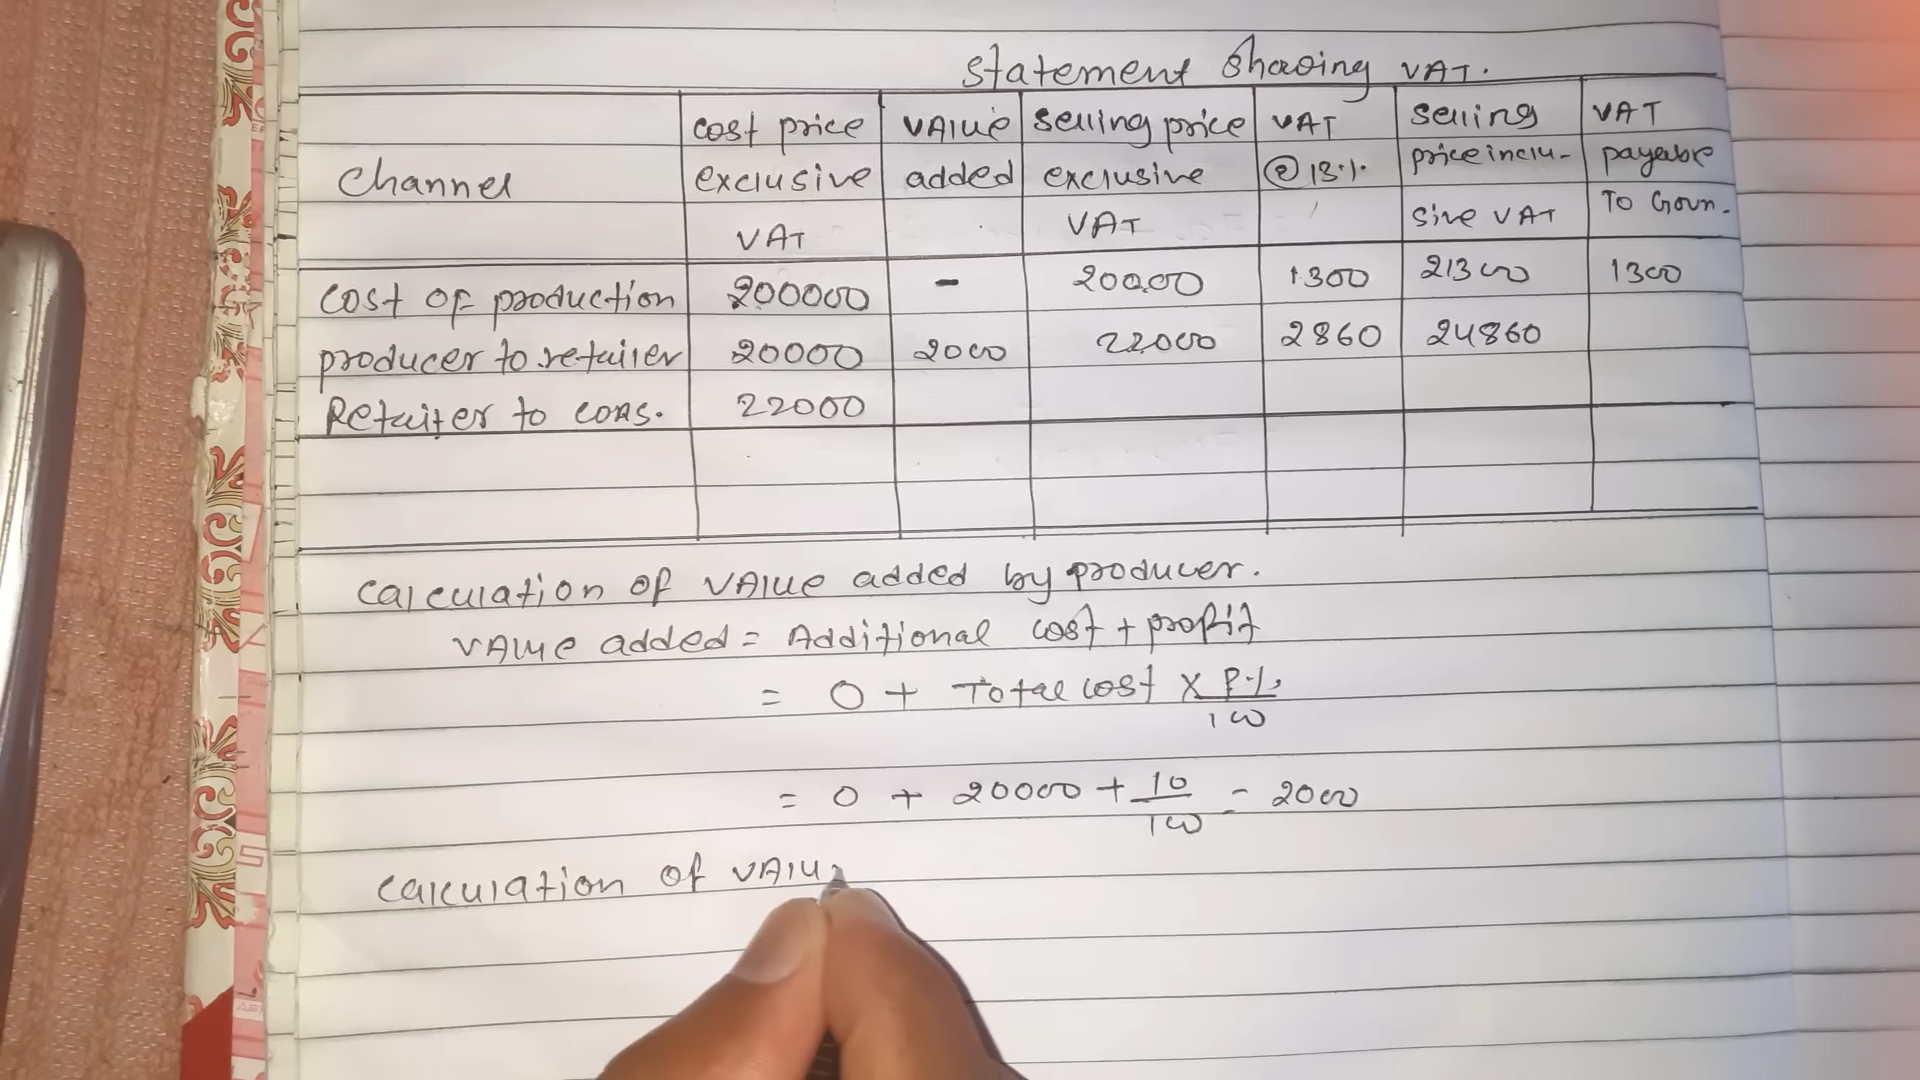 Statement Showing VAT.
Channel | cost price exclusive VAT | VAlue added | selling price exclusive VAT | VAT @ 13% | selling price inclu-sive VAT | VAT payable To Govn.
cost of production | 200000 | - | 20000 | 1300 | 21300 | 1300
producer to retailer | 20000 | 2000 | 22000 | 2860 | 24860
Retailer to cons. | 22000
calculation of VAlue added by producer.
VAlue added = Additional cost + profit
= 0 + Total cost X P% / 100
= 0 + 20000 + 10 / 100 = 2000
calculation of VAlu